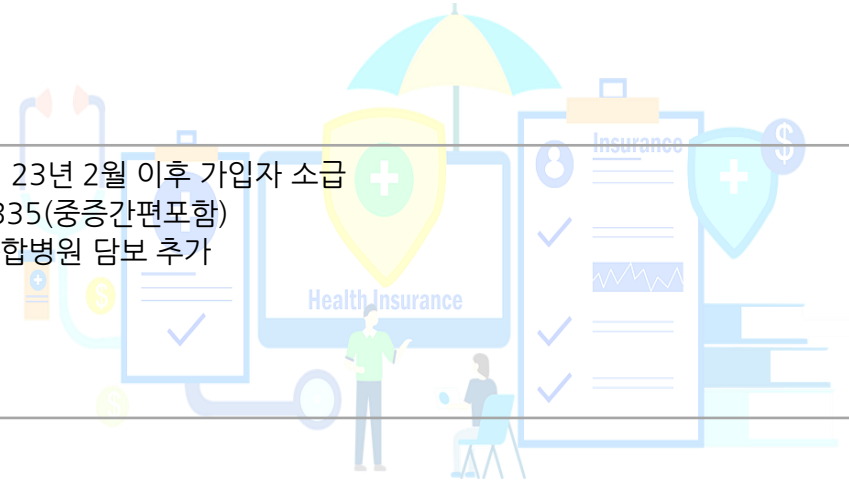 23년 2월 이후 가입자 소급
335(중증간편포함)
합병원 담보 추가
Insurance
Health Insurance